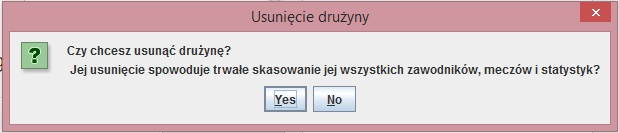 Usunięcie drużyny
Czy chcesz usunąć drużynę?
Jej usunięcie spowoduje trwałe skasowanie jej wszystkich zawodników, meczów i statystyk?
Yes No